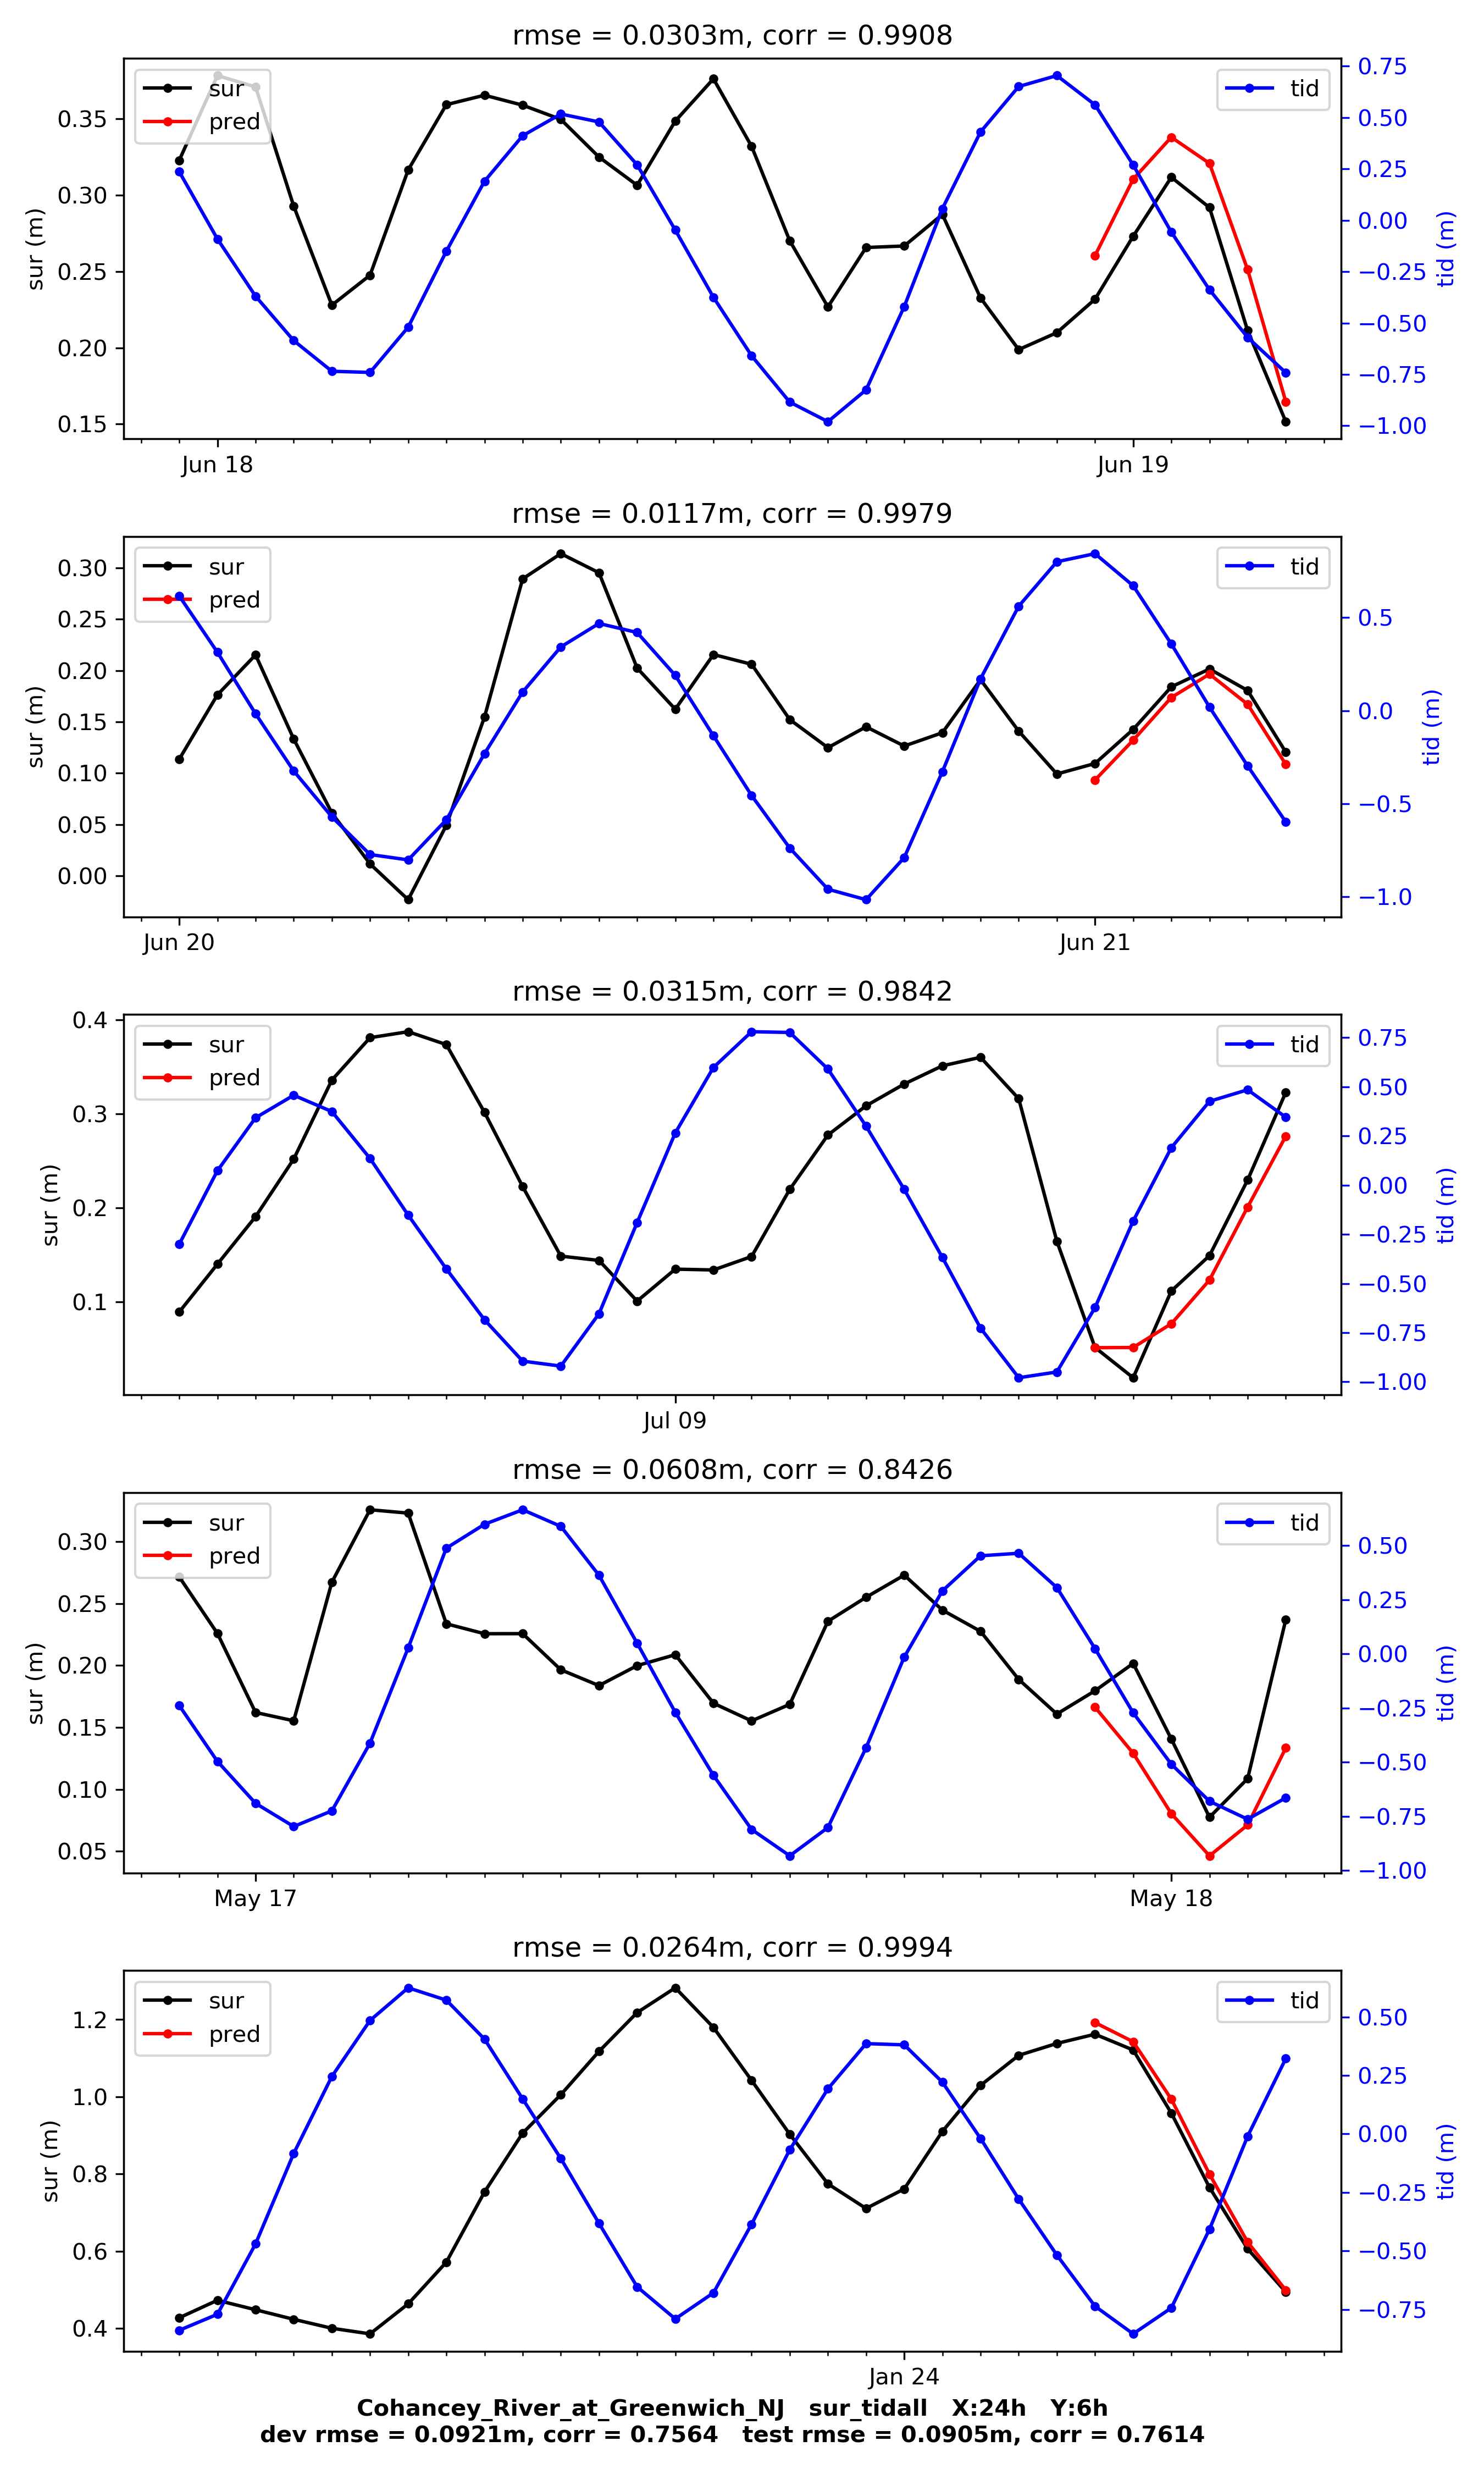 rmse = 0.0303m, corr = 0.9908
sur
pred
tid
0.35
0.30
0.25
0.20
0.15
sur (m)
0.75
0.50
0.25
0.00
−0.25
−0.50
−0.75
−1.00
tid (m)
Jun 18
Jun 19
rmse = 0.0117m, corr = 0.9979
sur
pred
tid
0.30
0.25
0.20
0.15
0.10
0.05
0.00
sur (m)
0.5
0.0
−0.5
−1.0
tid (m)
Jun 20
Jun 21
rmse = 0.0315m, corr = 0.9842
sur
pred
tid
0.4
0.3
0.2
0.1
sur (m)
0.75
0.50
0.25
0.00
−0.25
−0.50
−0.75
−1.00
tid (m)
Jul 09
rmse = 0.0608m, corr = 0.8426
sur
pred
tid
0.30
0.25
0.20
0.15
0.10
0.05
sur (m)
0.50
0.25
0.00
−0.25
−0.50
−0.75
−1.00
tid (m)
May 17
May 18
rmse = 0.0264m, corr = 0.9994
sur
pred
tid
1.2
1.0
0.8
0.6
0.4
sur (m)
0.50
0.25
0.00
−0.25
−0.50
−0.75
tid (m)
Jan 24
Cohancey_River_at_Greenwich_NJ   sur_tidall   X:24h   Y:6h
dev rmse = 0.0921m, corr = 0.7564   test rmse = 0.0905m, corr = 0.7614